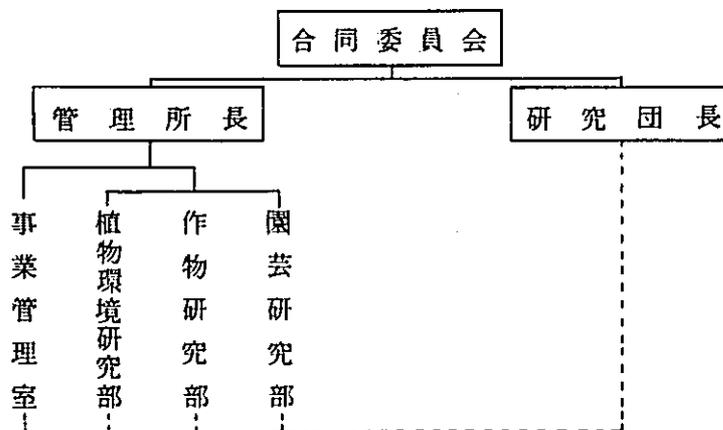 合同委員会
管理所長
研究団長
事業管理室
植物環境研究部
作物研究部
園芸研究部